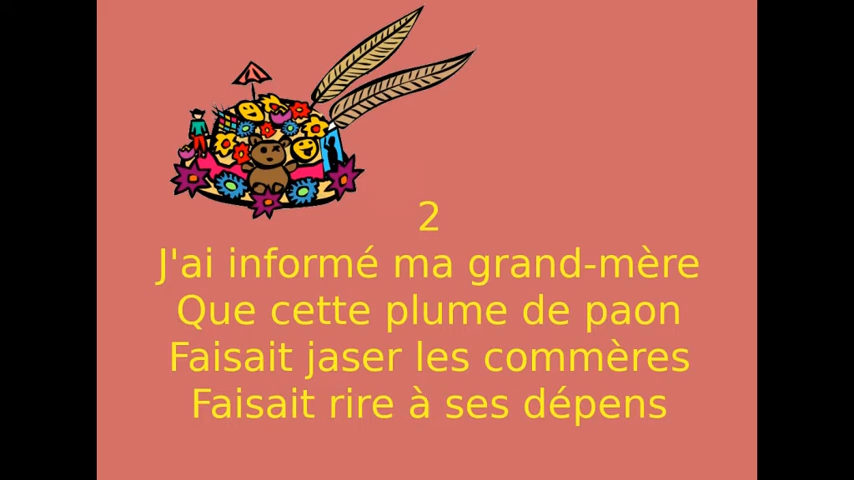 2
J'ai informé ma grand-mère
Que cette plume de paon
Faisait jaser les commères
Faisait rire à ses dépens